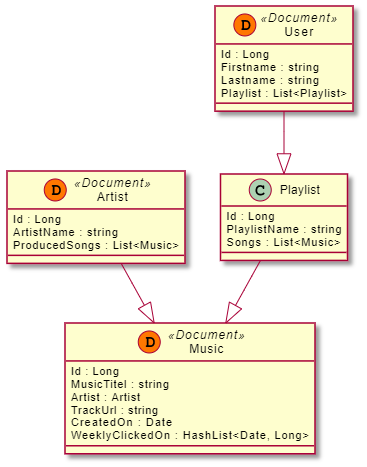 D «Document»
User
Id : Long
Firstname : string
Lastname : string
Playlist : List<Playlist>
D «Document»
Artist
Id : Long
ArtistName : string
ProducedSongs : List<Music>
C Playlist
Id : Long
PlaylistName : string
Songs : List<Music>
D «Document»
Music
Id : Long
MusicTitel : string
Artist : Artist
TrackUrl : string
CreatedOn : Date
WeeklyClickedOn : HashList<Date, Long>